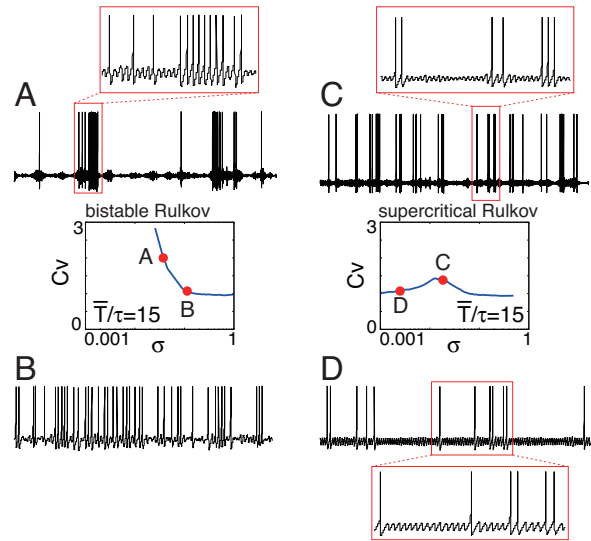 A
C
bistable Rulkov
3
Cv
0
A
B
T̅/τ=15
0.001
σ
1
supercritical Rulkov
3
Cv
0
D
C
T̅/τ=15
0.001
σ
1
B
D